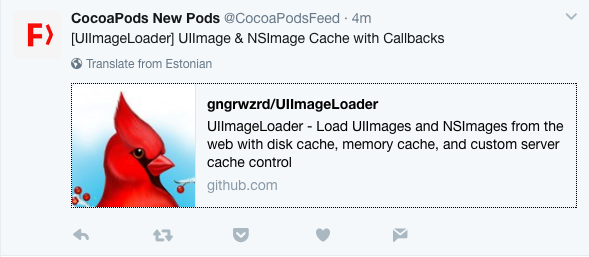 CocoaPods New Pods @CocoaPodsFeed · 4m
[UIImageLoader] UIImage & NSImage Cache with Callbacks
Translate from Estonian
gngrwzrd/UIImageLoader
UIImageLoader - Load UIImages and NSImages from the
web with disk cache, memory cache, and custom server
cache control
github.com